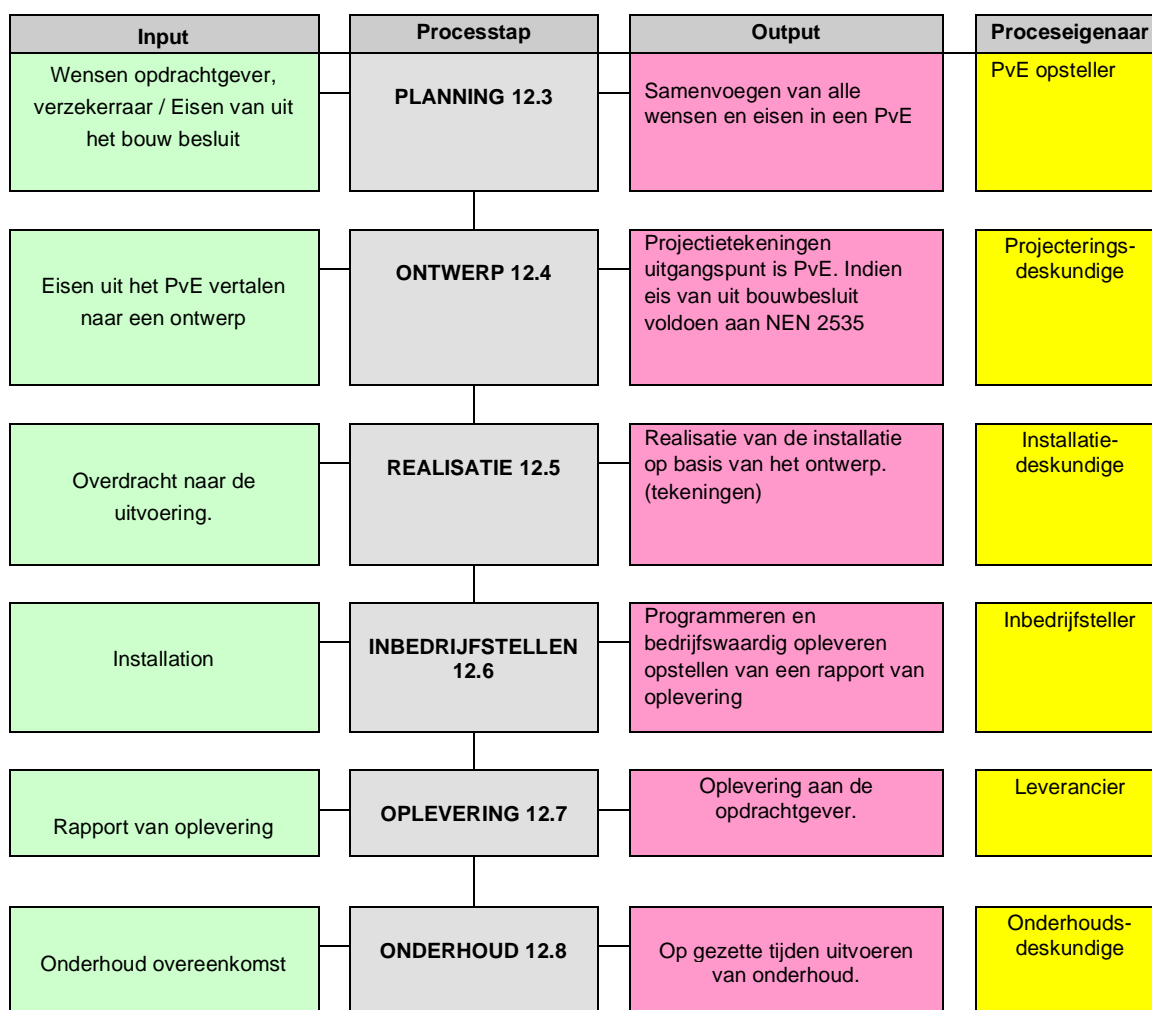 Input
Processtap
Output
Proceseigenaar
Wensen opdrachtgever,
verzekerraar / Eisen van uit
het bouw besluit
PLANNING 12.3
Samenvoegen van alle
wensen en eisen in een PvE
PvE opsteller
Eisen uit het PvE vertalen
naar een ontwerp
ONTWERP 12.4
Projectietekeningen
uitgangspunt is PvE. Indien
eis van uit bouwbesluit
voldoen aan NEN 2535
Projecterings-
deskundige
Overdracht naar de
uitvoering.
REALISATIE 12.5
Realisatie van de installatie
op basis van het ontwerp.
(tekeningen)
Installatie-
deskundige
Installation
INBEDRIJFSTELLEN
12.6
Programmeren en
bedrijfswaardig opleveren
opstellen van een rapport van
oplevering
Inbedrijfsteller
Rapport van oplevering
OPLEVERING 12.7
Oplevering aan de
opdrachtgever.
Leverancier
Onderhoud overeenkomst
ONDERHOUD 12.8
Op gezette tijden uitvoeren
van onderhoud.
Onderhouds-
deskundige